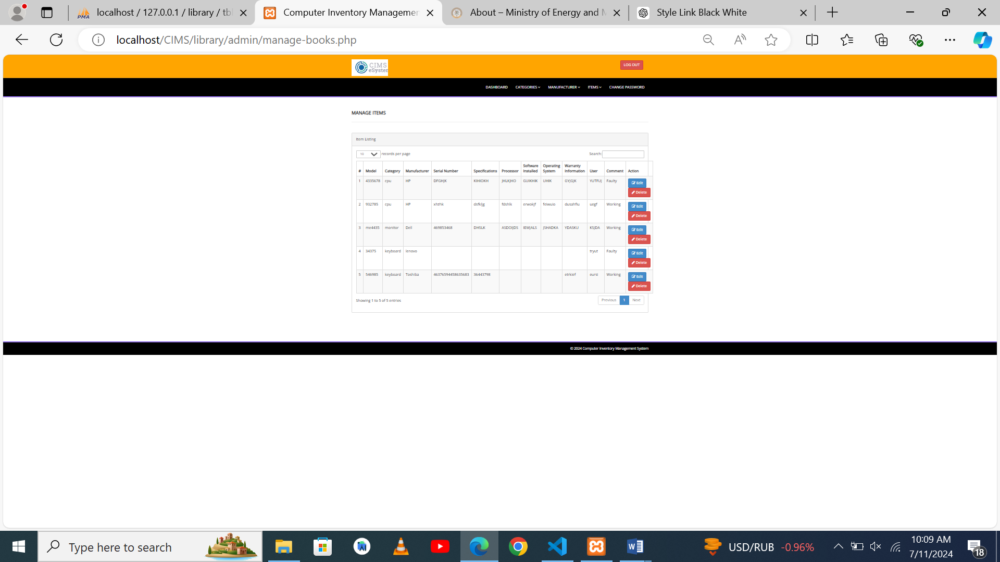 localhost / 127.0.0.1 / library / tbl
Computer Inventory Managemen
About – Ministry of Energy and M
Style Link Black White
localhost/CIMS/library/admin/manage-books.php
CIMS
eSystem
LOG OUT
DASHBOARD CATEGORIES MANUFACTURER ITEMS CHANGE PASSWORD
MANAGE ITEMS
Item Listing
10 records per page Search:
# Model Category Manufacturer Serial Number Specifications Processor Software Installed Operating System Warranty Information User Comment Action
1 4335678 cpu HP DFGHJK KIHIOKH JHLKJHO GUIKHIK UHIK GYJGJK YUTFUJ Faulty Edit
Delete
2 932785 cpu HP xhzhk dsfkljg fdshlk erwokjf feiwuio dusahfiu uegf Working Edit
Delete
3 me4435 monitor Dell 469853468 DHSLK ASDOIJDS IEWJALS JSHADKA YDASKU KSJDA Working Edit
Delete
4 34375 keyboard lenovo tryut Faulty Edit
Delete
5 546985 keyboard Toshiba 46376594458635683 36443798 etrkief eursi Working Edit
Delete
Showing 1 to 5 of 5 entries Previous 1 Next
© 2024 Computer Inventory Management System
Type here to search
USD/RUB -0.96%
10:09 AM
7/11/2024
18